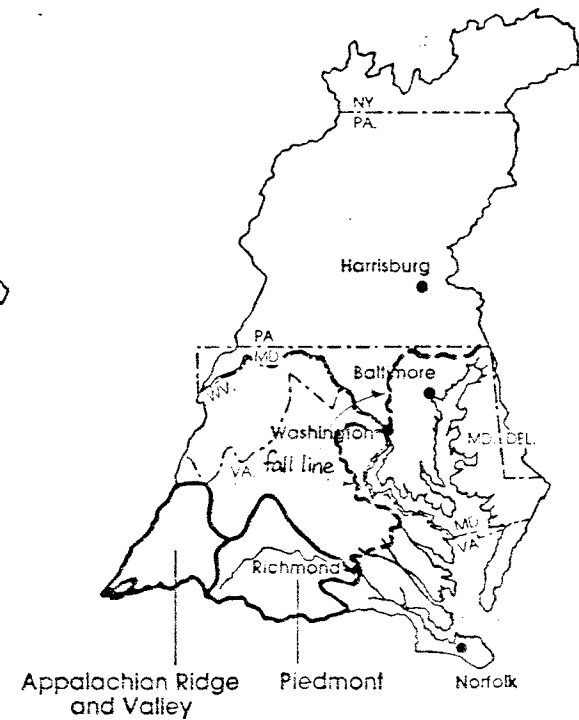 NY
PA.
Harrisburg
PA
MD
Baltimore
Washington
MD. DEL.
VA.
fall line
MD
VA.
Richmond
Appalachian Ridge
and Valley
Piedmont
Norfolk